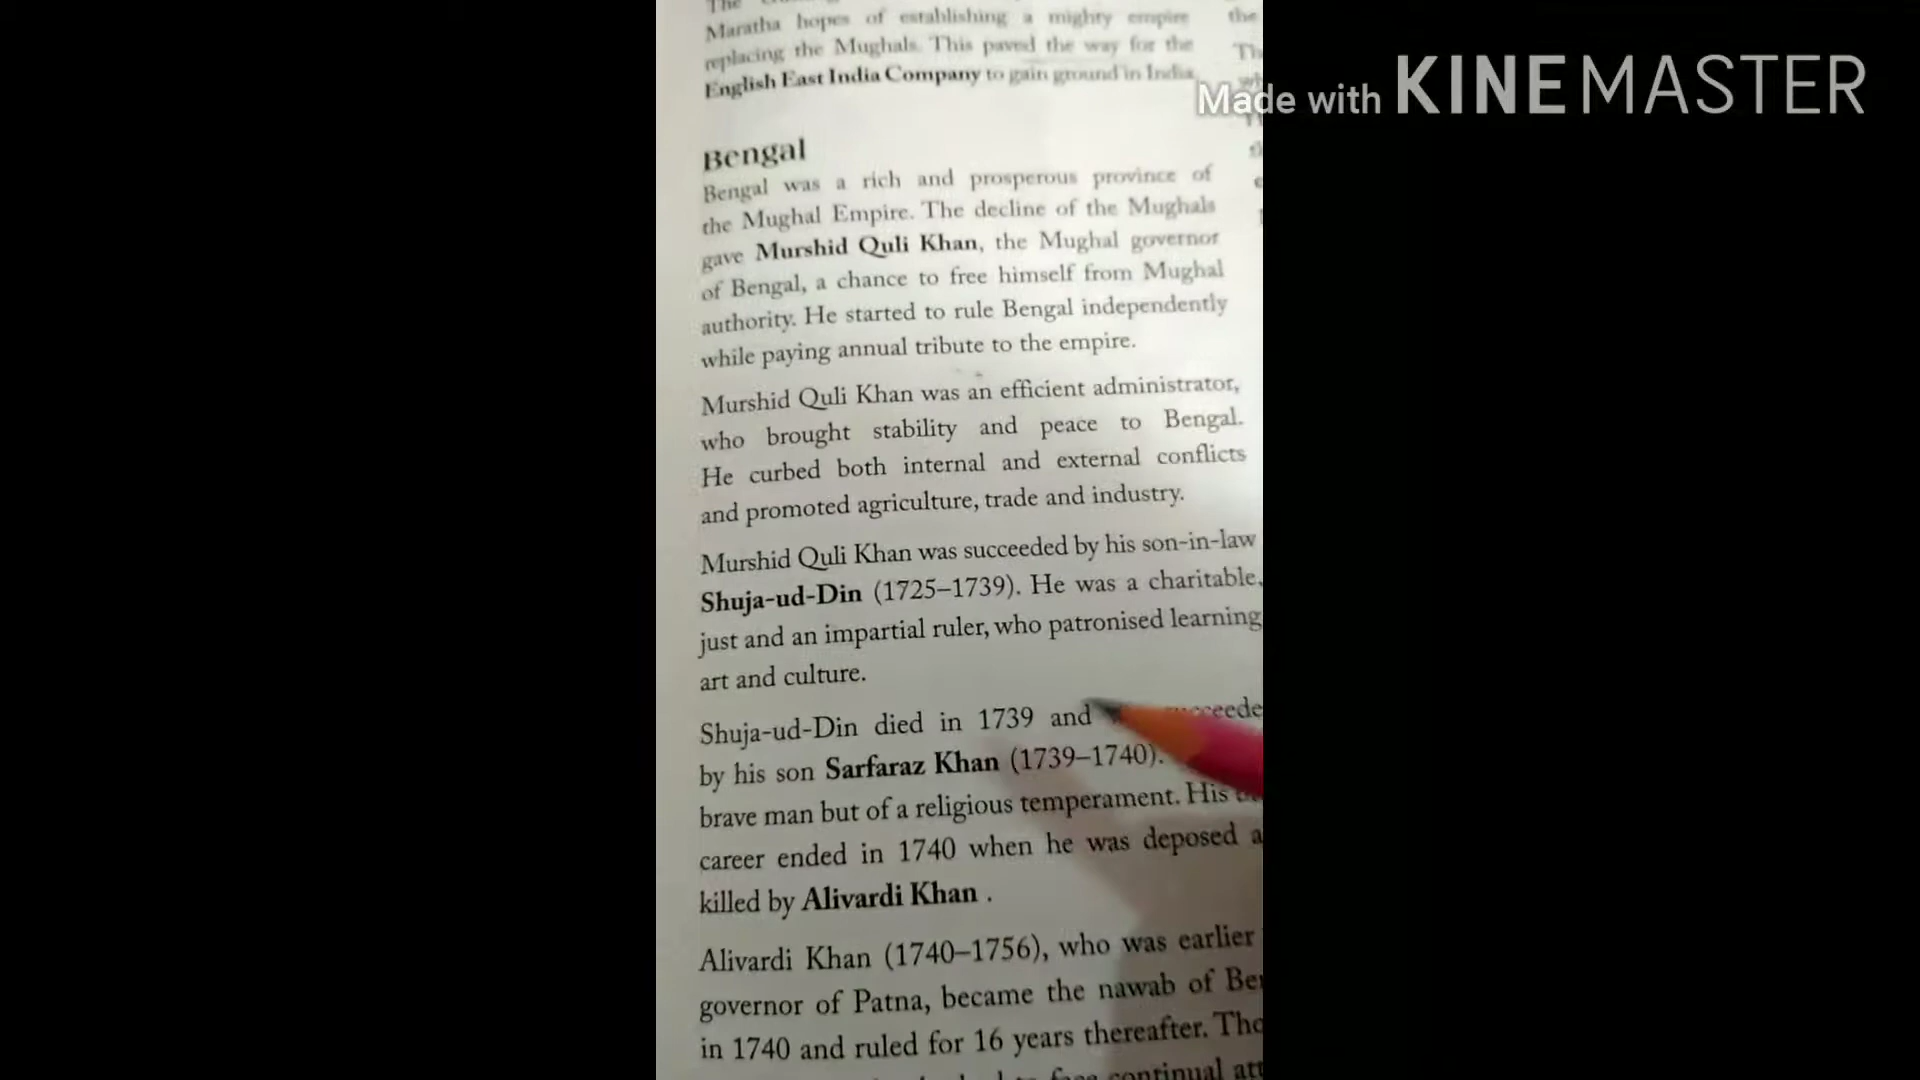 The
Maratha hopes of establishing a mighty empire
replacing the Mughals. This paved the way for the
English East India Company to gain ground in India
Made with KINEMASTER
Bengal
Bengal was a rich and prosperous province of
the Mughal Empire. The decline of the Mughals
gave Murshid Quli Khan, the Mughal governor
of Bengal, a chance to free himself from Mughal
authority. He started to rule Bengal independently
while paying annual tribute to the empire.
Murshid Quli Khan was an efficient administrator,
who brought stability and peace to Bengal.
He curbed both internal and external conflicts
and promoted agriculture, trade and industry.
Murshid Quli Khan was succeeded by his son-in-law
Shuja-ud-Din (1725–1739). He was a charitable,
just and an impartial ruler, who patronised learning
art and culture.
Shuja-ud-Din died in 1739 and
by his son Sarfaraz Khan (1739–1740).
brave man but of a religious temperament. His
career ended in 1740 when he was deposed a
killed by Alivardi Khan .
Alivardi Khan (1740–1756), who was earlier
governor of Patna, became the nawab of Be
in 1740 and ruled for 16 years thereafter. Tho
continual att